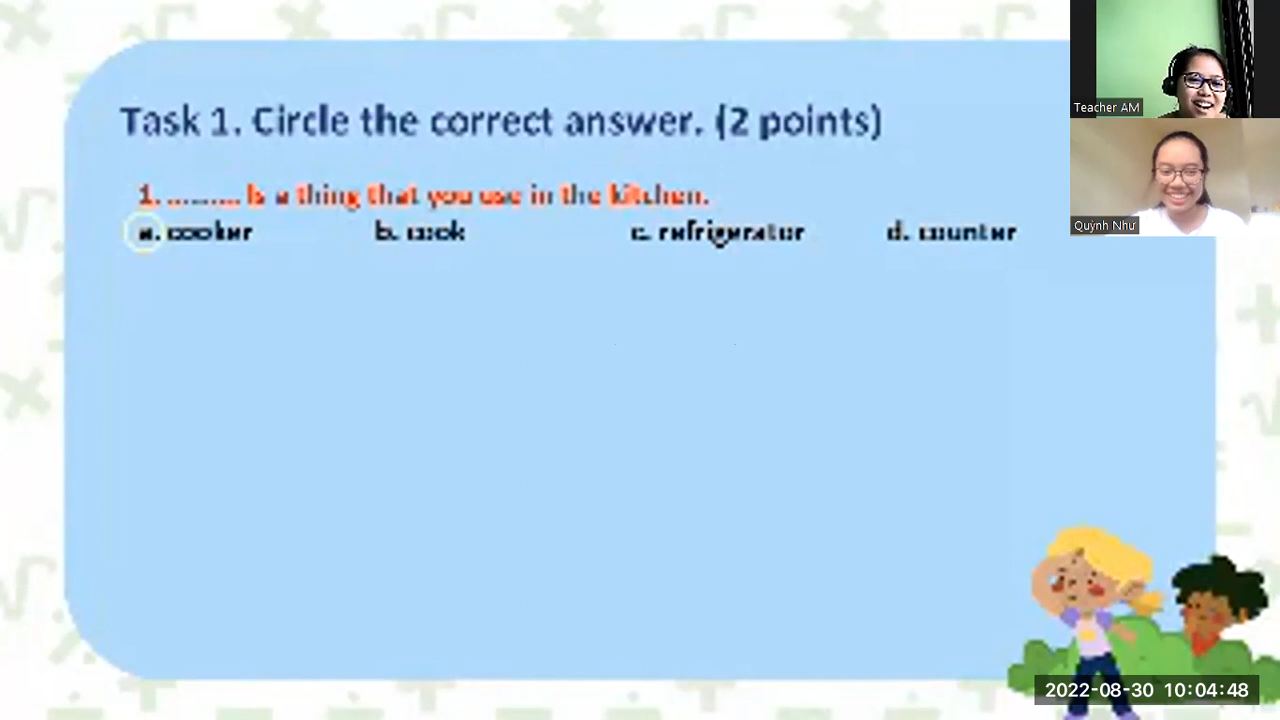 Task 1. Circle the correct answer. (2 points)
1. .......... Is a thing that you use in the kitchen.
a. cooker b. cook c. refrigerator d. counter
Teacher AM
Quỳnh Như
2022-08-30 10:04:48